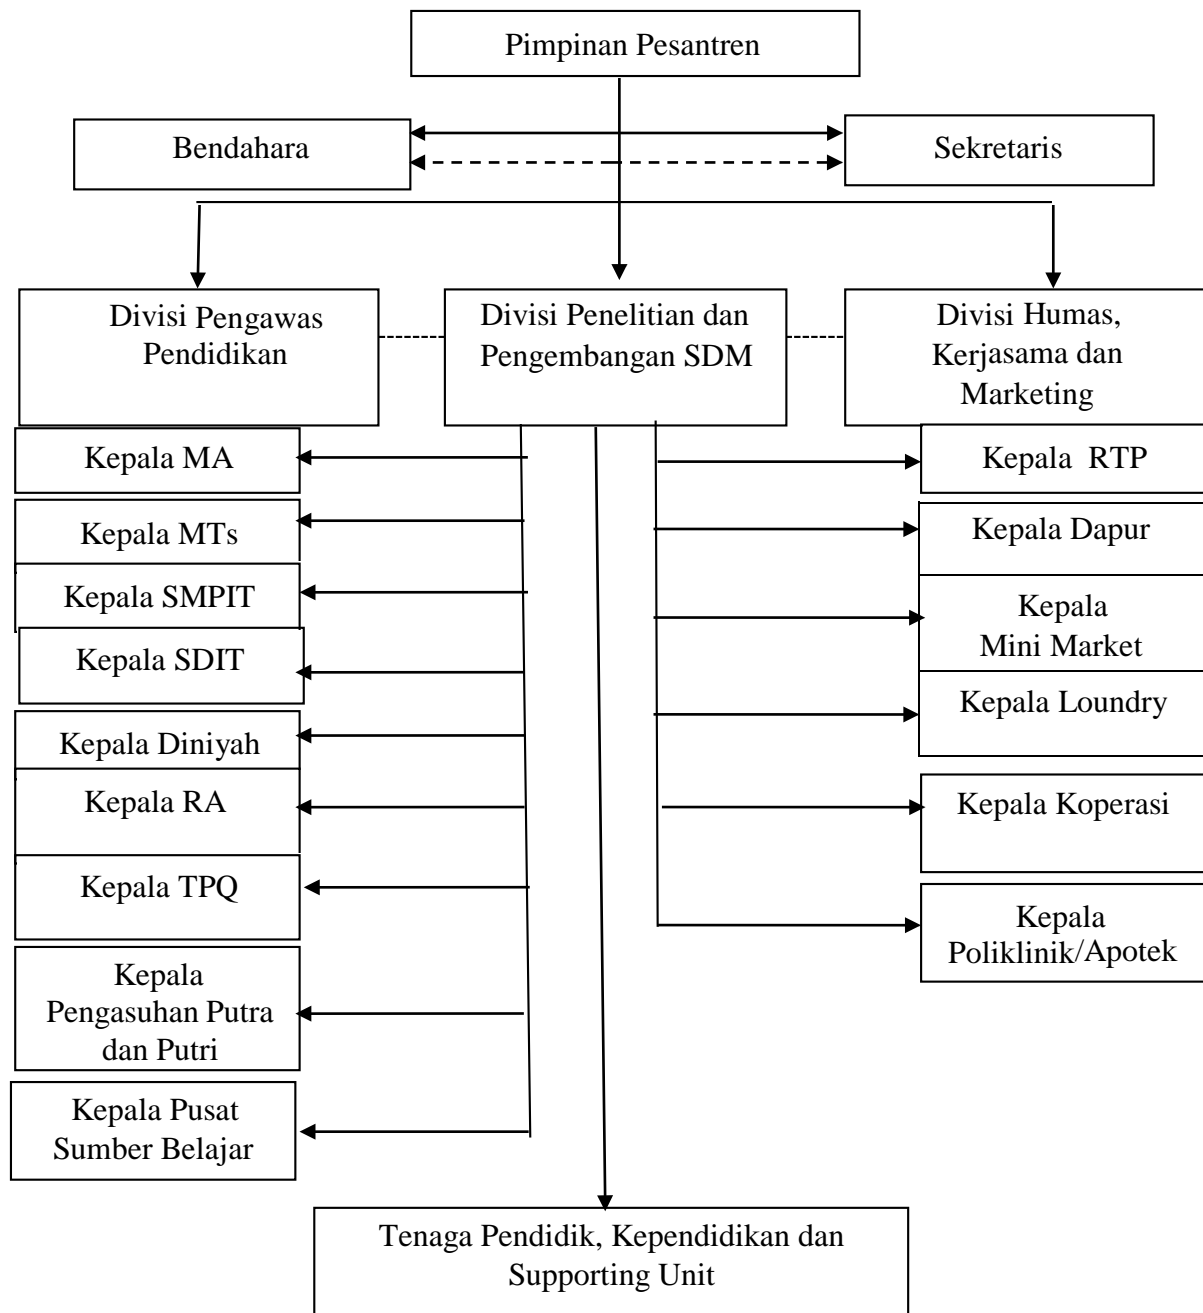 Pimpinan Pesantren
Bendahara
Sekretaris
Divisi Pengawas
Pendidikan
Divisi Penelitian dan
Pengembangan SDM
Divisi Humas,
Kerjasama dan
Marketing
Kepala MA
Kepala MTs
Kepala SMPIT
Kepala SDIT
Kepala Diniyah
Kepala RA
Kepala TPQ
Kepala
Pengasuhan Putra
dan Putri
Kepala Pusat
Sumber Belajar
Kepala RTP
Kepala Dapur
Kepala
Mini Market
Kepala Loundry
Kepala Koperasi
Kepala
Poliklinik/Apotek
Tenaga Pendidik, Kependidikan dan
Supporting Unit